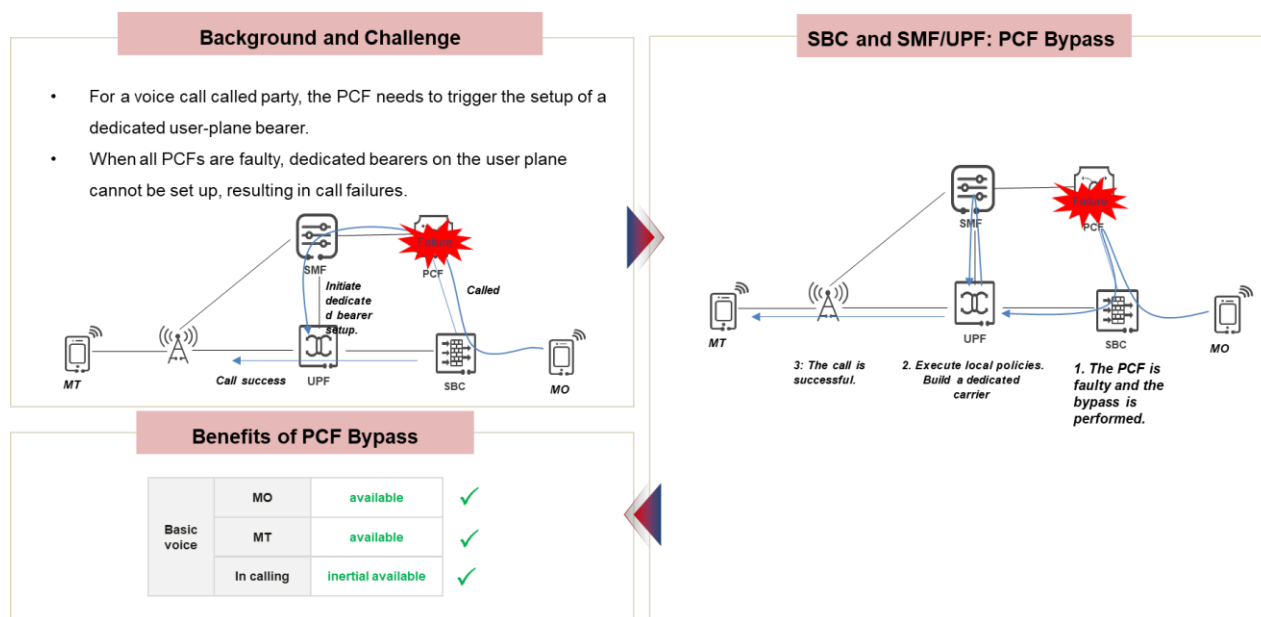 Background and Challenge
• For a voice call called party, the PCF needs to trigger the setup of a
dedicated user-plane bearer.
• When all PCFs are faulty, dedicated bearers on the user plane
cannot be set up, resulting in call failures.
Failure
SMF
PCF
Initiate
dedicate
d bearer
setup.
Called
MT
Call success
UPF
SBC
MO
SBC and SMF/UPF: PCF Bypass
Failure
SMF
PCF
MT
UPF
SBC
MO
3: The call is
successful.
2. Execute local policies.
Build a dedicated
carrier
1. The PCF is
faulty and the
bypass is
performed.
Benefits of PCF Bypass
Basic
voice
MO available ✓
MT available ✓
In calling inertial available ✓